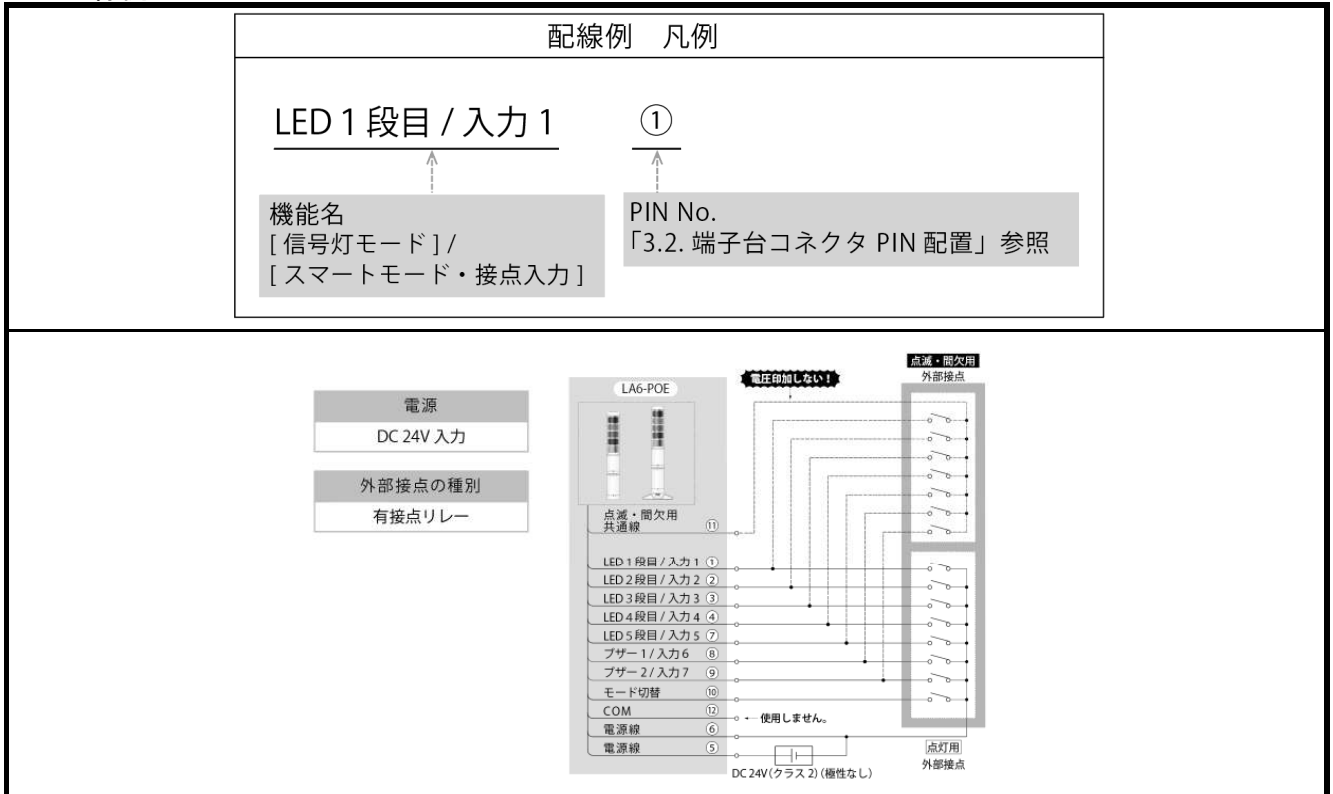 配線例 凡例
LED 1 段目 / 入力 1 ①
機能名
[ 信号灯モード ] /
[ スマートモード・接点入力 ]
PIN No.
「3.2. 端子台コネクタ PIN 配置」参照
電源
DC 24V 入力
外部接点の種別
有接点リレー
LA6-POE
電圧印加しない！
点滅・間欠用
外部接点
点滅・間欠用
共通線 ⑪
LED 1 段目 / 入力 1 ①
LED 2 段目 / 入力 2 ②
LED 3 段目 / 入力 3 ③
LED 4 段目 / 入力 4 ④
LED 5 段目 / 入力 5 ⑦
ブザー 1 / 入力 6 ⑧
ブザー 2 / 入力 7 ⑨
モード切替 ⑩
COM ⑫
使用しません。
電源線 ⑥
電源線 ⑤
DC 24V (クラス 2) (極性なし)
点灯用
外部接点